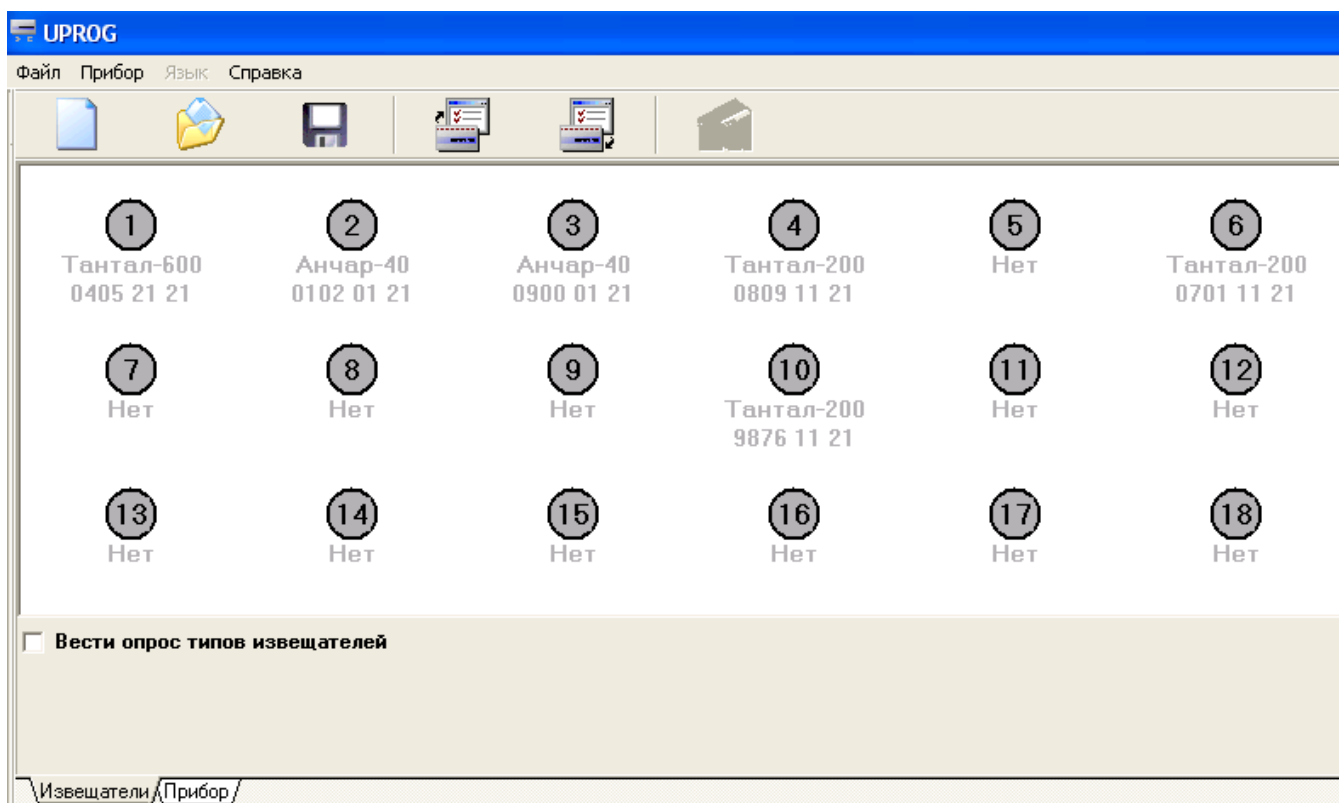 UPROG
Файл Прибор Язык Справка
1 2 3 4 5 6
Тантал-600 Анчар-40 Анчар-40 Тантал-200 Нет Тантал-200
0405 21 21 0102 01 21 0900 01 21 0809 11 21 0701 11 21
7 8 9 10 11 12
Нет Нет Нет Тантал-200 Нет Нет
9876 11 21
13 14 15 16 17 18
Нет Нет Нет Нет Нет Нет
Вести опрос типов извещателей
Извещатели Прибор